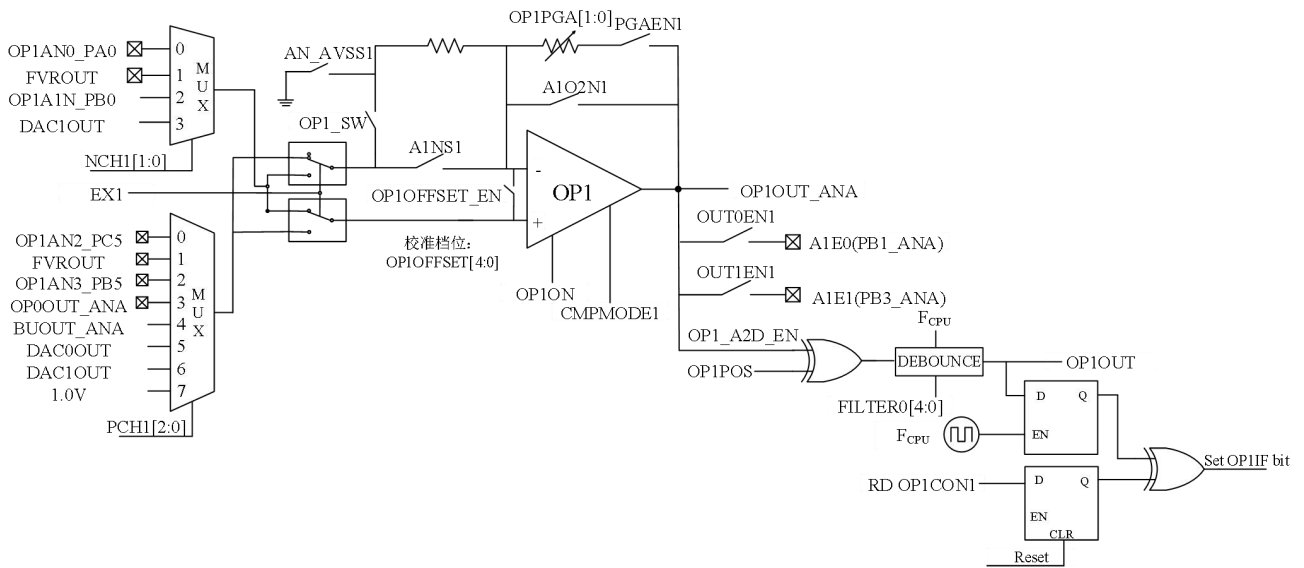 OP1AN0_PA0
FVROUT
OP1A1N_PB0
DAC1OUT
0
1
2
3
MUX
NCH1[1:0]
EX1
OP1AN2_PC5
FVROUT
OP1AN3_PB5
OP0OUT_ANA
BUOUT_ANA
DAC0OUT
DAC1OUT
1.0V
0
1
2
3
4
5
6
7
MUX
PCH1[2:0]
AN_AVSS1
OP1_SW
OP1PGA[1:0]
PGAEN1
A1O2N1
A1NS1
OP1OFFSET_EN
-
OP1
+
校准档位:
OP1OFFSET[4:0]
OP1ON
CMPMODE1
OP1OUT_ANA
OUT0EN1
A1E0(PB1_ANA)
OUT1EN1
A1E1(PB3_ANA)
OP1_A2D_EN
OP1POS
FCPU
DEBOUNCE
FILTER0[4:0]
OP1OUT
D
Q
EN
FCPU
RD OP1CON1
D
Q
EN
CLR
Reset
Set OP1IF bit